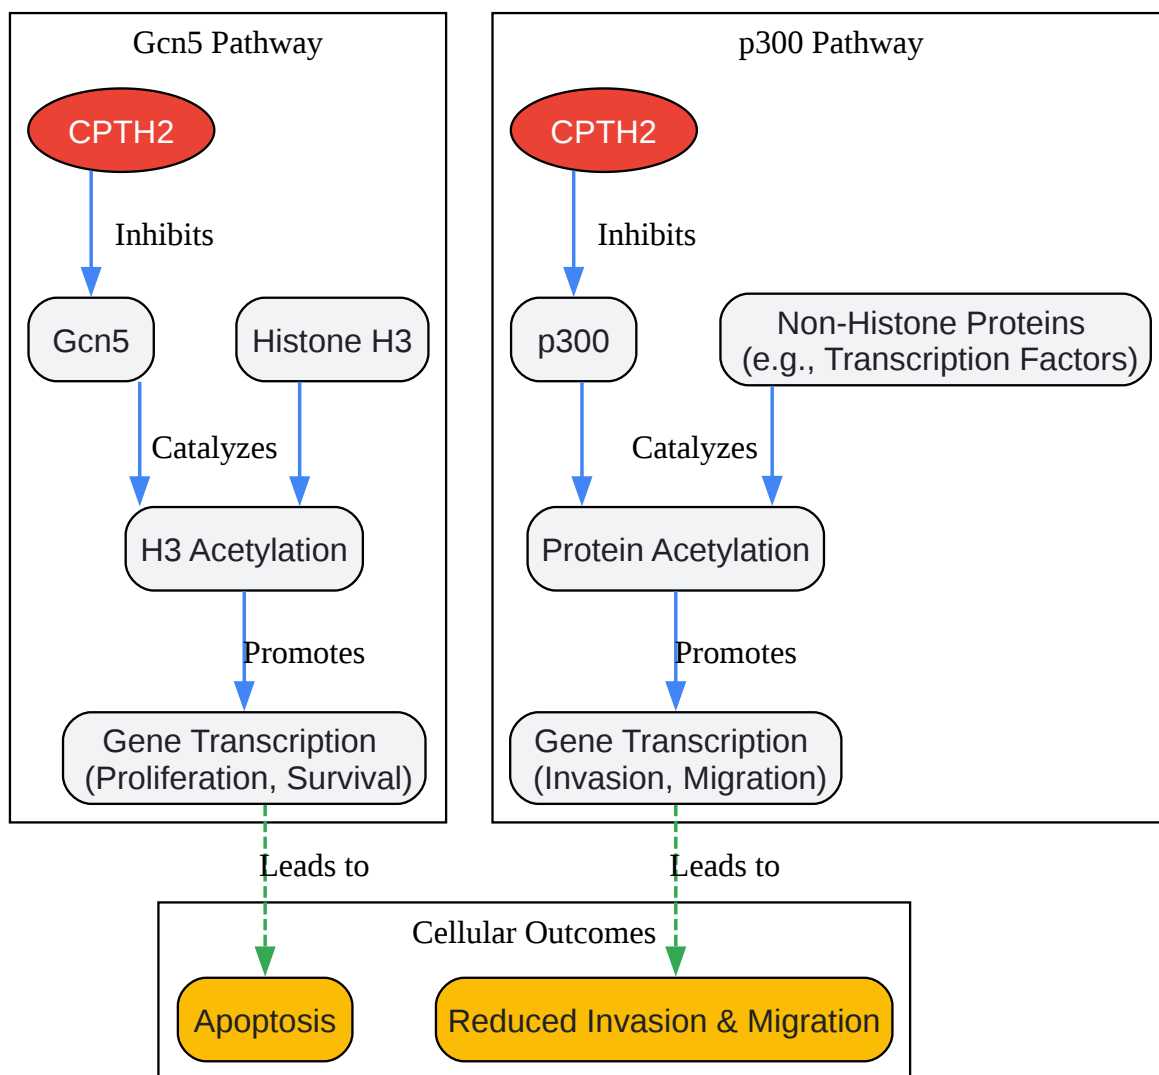 Gcn5 Pathway
CPTH2
Inhibits
Gcn5
Histone H3
Catalyzes
H3 Acetylation
Promotes
Gene Transcription
(Proliferation, Survival)
Leads to
p300 Pathway
CPTH2
Inhibits
p300
Non-Histone Proteins
(e.g., Transcription Factors)
Catalyzes
Protein Acetylation
Promotes
Gene Transcription
(Invasion, Migration)
Leads to
Cellular Outcomes
Apoptosis
Reduced Invasion & Migration